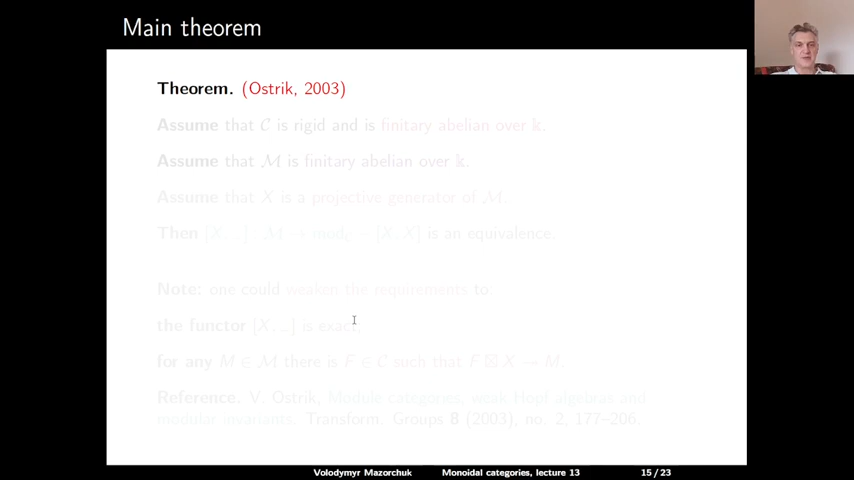 Main theorem
Theorem. (Ostrik, 2003)
Assume that 𝒞 is rigid and is finitary abelian over 𝕜.
Assume that ℳ is finitary abelian over 𝕜.
Assume that X is a projective generator of ℳ.
Then [X, _] : ℳ → mod_𝒞 − [X, X] is an equivalence.
Note: one could weaken the requirements to:
the functor [X, _] is exact;
for any M ∈ ℳ there is F ∈ 𝒞 such that F ⊠ X ↠ M.
Reference. V. Ostrik, Module categories, weak Hopf algebras and
modular invariants. Transform. Groups 8 (2003), no. 2, 177–206.
Volodymyr Mazorchuk Monoidal categories, lecture 13 15 / 23